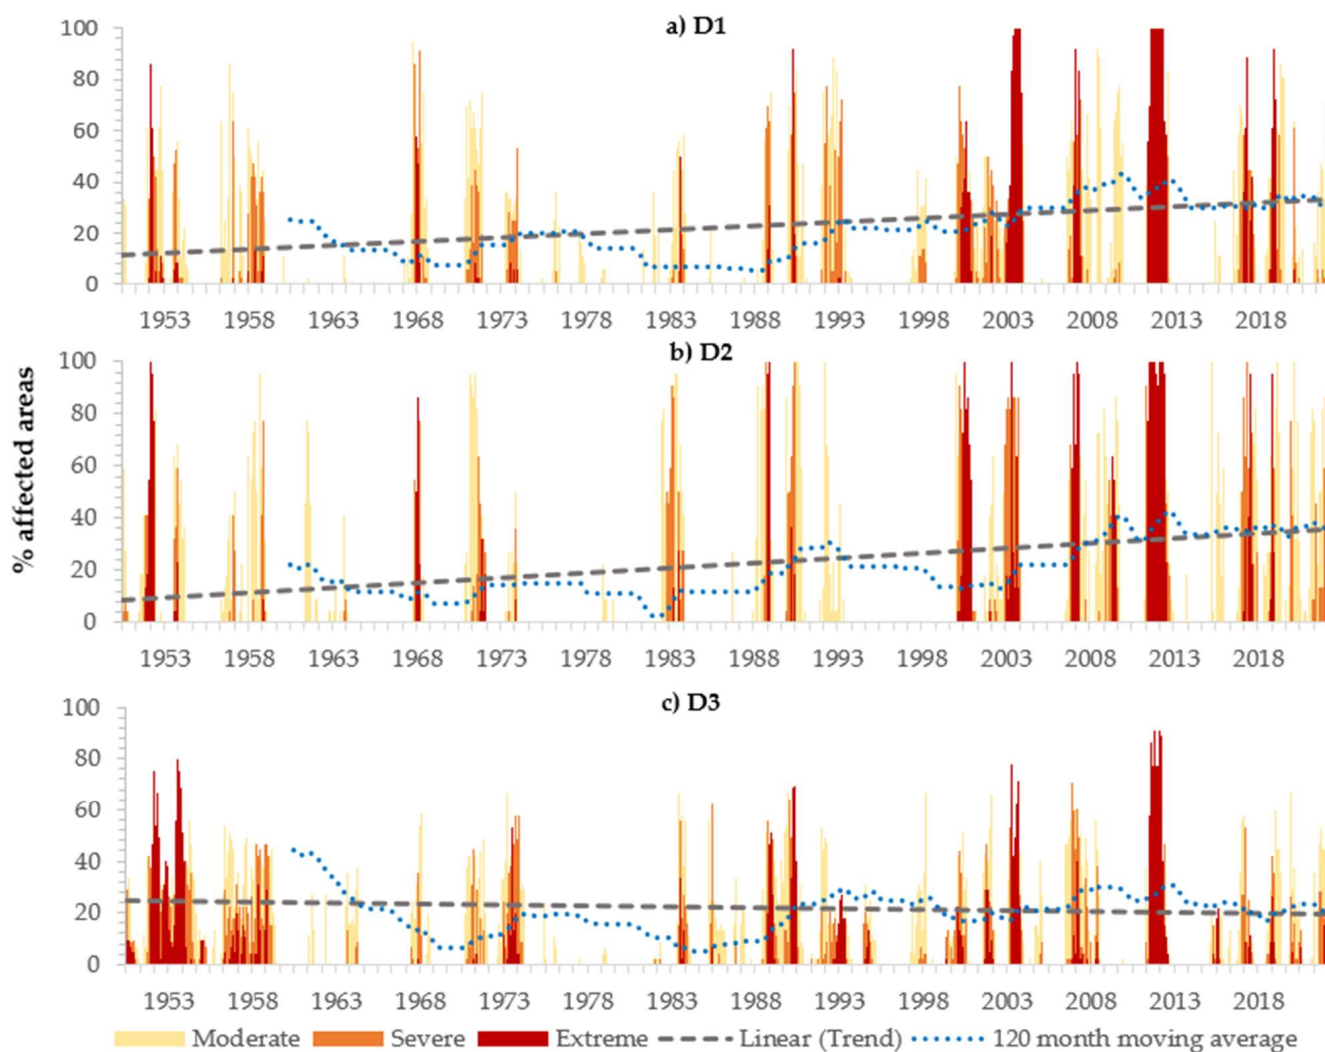 a) D1
100
80
60
40
20
0
1953 1958 1963 1968 1973 1978 1983 1988 1993 1998 2003 2008 2013 2018
b) D2
% affected areas
100
80
60
40
20
0
1953 1958 1963 1968 1973 1978 1983 1988 1993 1998 2003 2008 2013 2018
c) D3
100
80
60
40
20
0
1953 1958 1963 1968 1973 1978 1983 1988 1993 1998 2003 2008 2013 2018
Moderate Severe Extreme Linear (Trend) 120 month moving average